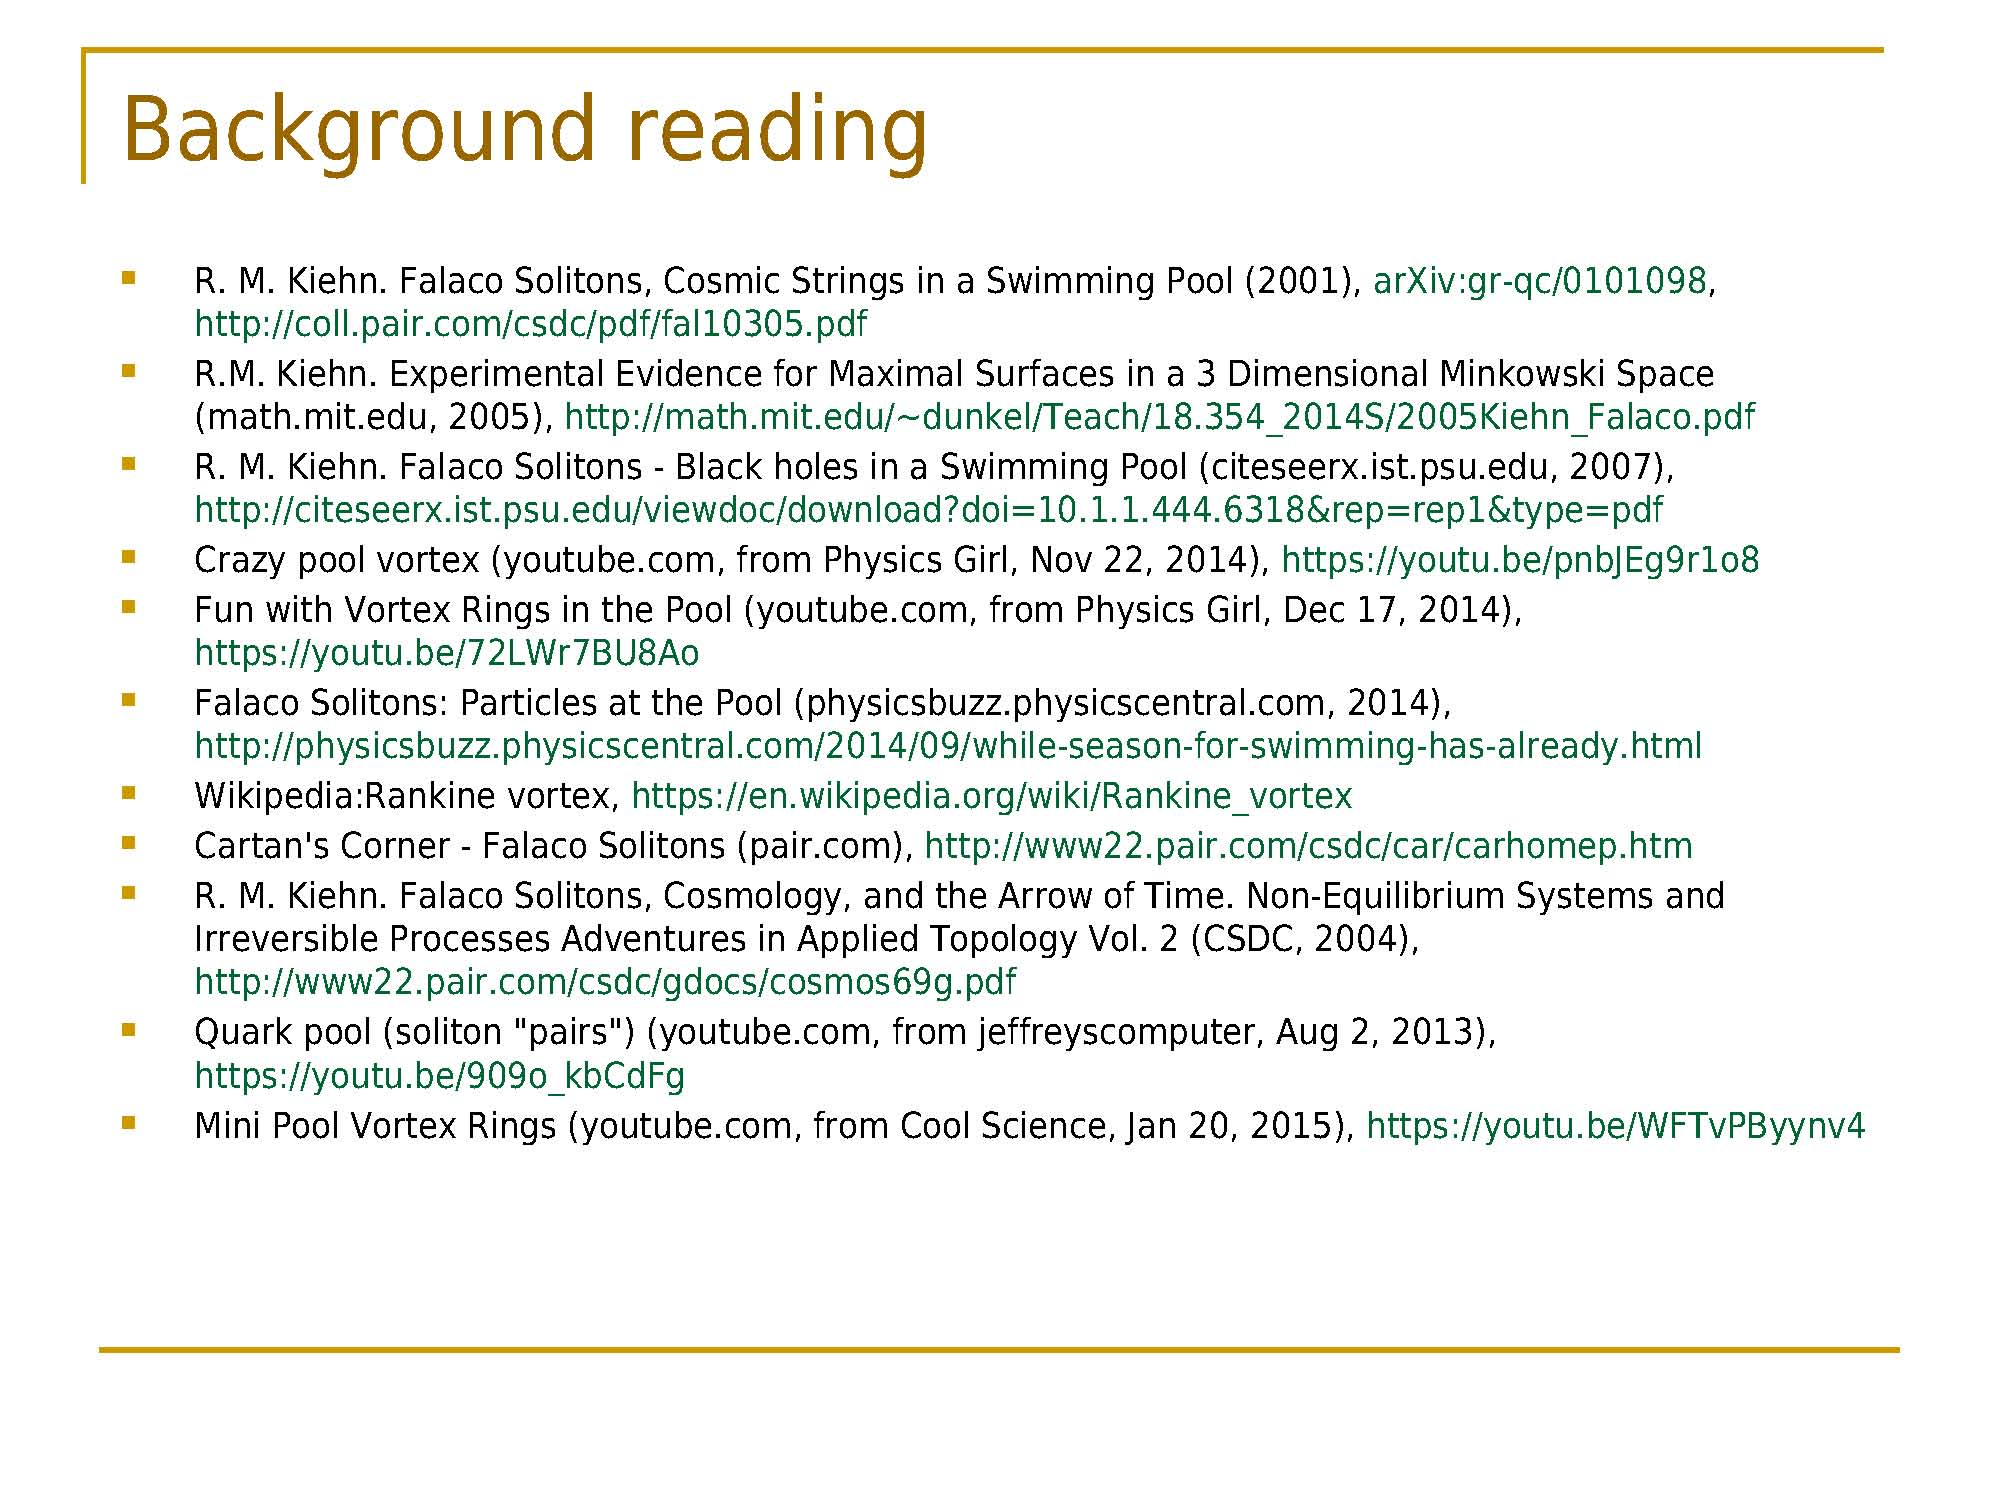 Background reading
R. M. Kiehn. Falaco Solitons, Cosmic Strings in a Swimming Pool (2001), arXiv:gr-qc/0101098,
http://coll.pair.com/csdc/pdf/fal10305.pdf
R.M. Kiehn. Experimental Evidence for Maximal Surfaces in a 3 Dimensional Minkowski Space
(math.mit.edu, 2005), http://math.mit.edu/~dunkel/Teach/18.354_2014S/2005Kiehn_Falaco.pdf
R. M. Kiehn. Falaco Solitons - Black holes in a Swimming Pool (citeseerx.ist.psu.edu, 2007),
http://citeseerx.ist.psu.edu/viewdoc/download?doi=10.1.1.444.6318&rep=rep1&type=pdf
Crazy pool vortex (youtube.com, from Physics Girl, Nov 22, 2014), https://youtu.be/pnbJEg9r1o8
Fun with Vortex Rings in the Pool (youtube.com, from Physics Girl, Dec 17, 2014),
https://youtu.be/72LWr7BU8Ao
Falaco Solitons: Particles at the Pool (physicsbuzz.physicscentral.com, 2014),
http://physicsbuzz.physicscentral.com/2014/09/while-season-for-swimming-has-already.html
Wikipedia:Rankine vortex, https://en.wikipedia.org/wiki/Rankine_vortex
Cartan's Corner - Falaco Solitons (pair.com), http://www22.pair.com/csdc/car/carhomep.htm
R. M. Kiehn. Falaco Solitons, Cosmology, and the Arrow of Time. Non-Equilibrium Systems and
Irreversible Processes Adventures in Applied Topology Vol. 2 (CSDC, 2004),
http://www22.pair.com/csdc/gdocs/cosmos69g.pdf
Quark pool (soliton "pairs") (youtube.com, from jeffreyscomputer, Aug 2, 2013),
https://youtu.be/909o_kbCdFg
Mini Pool Vortex Rings (youtube.com, from Cool Science, Jan 20, 2015), https://youtu.be/WFTvPByynv4